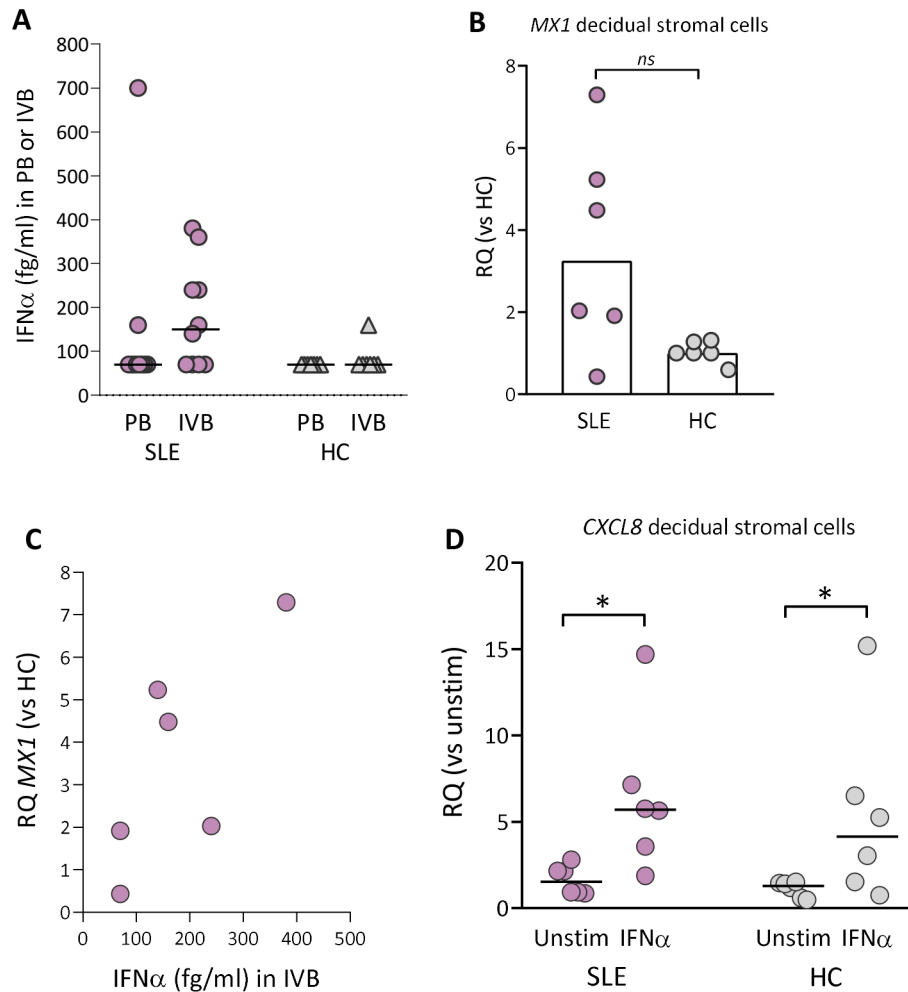 A
IFNα (fg/ml) in PB or IVB
800
700
600
500
400
300
200
100
0
PB IVB PB IVB
SLE HC
B
MX1 decidual stromal cells
ns
RQ (vs HC)
8
6
4
2
0
SLE HC
C
RQ MX1 (vs HC)
8
7
6
5
4
3
2
1
0
0 100 200 300 400 500
IFNα (fg/ml) in IVB
D
CXCL8 decidual stromal cells
* *
RQ (vs unstim)
20
15
10
5
0
Unstim IFNα Unstim IFNα
SLE HC